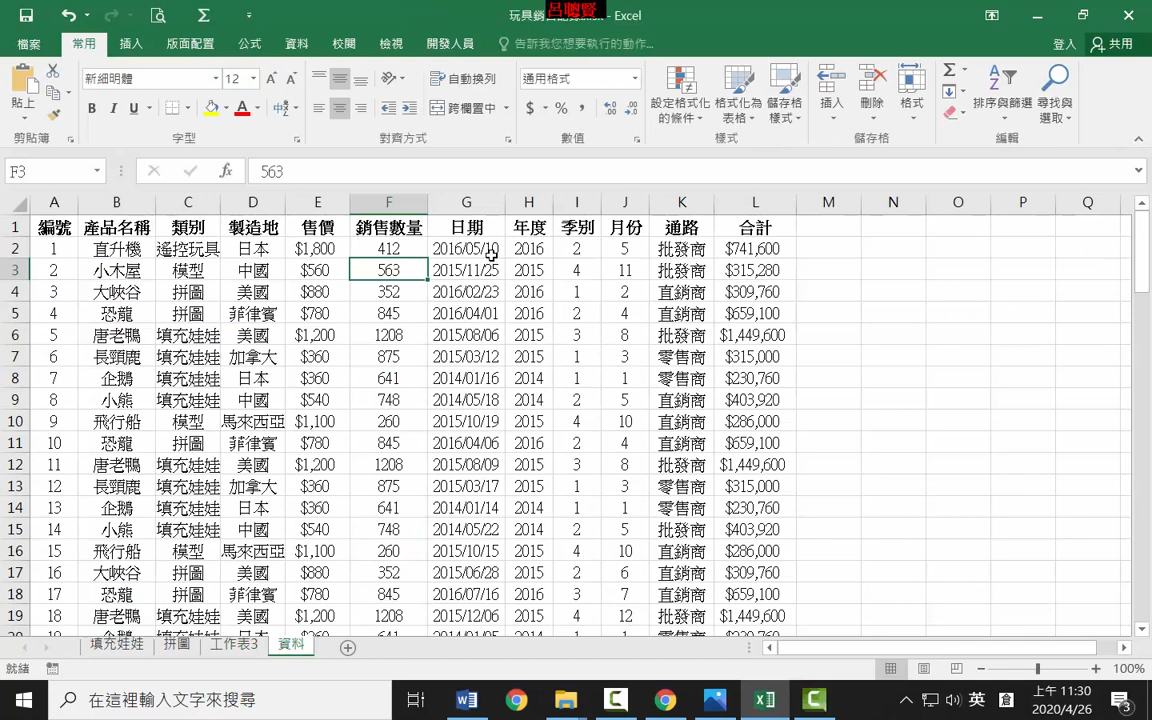 呂聰賢
Excel
檔案 常用 插入 版面配置 公式 資料 校閱 檢視 開發人員 告訴我您想要執行的動作... 登入 共用
新細明體 12 自動換列 通用格式
貼上 B I U 中 跨欄置中 $ % 設定格式化的條件 格式化為表格 儲存格樣式 插入 刪除 格式 排序與篩選 尋找與選取
剪貼簿 字型 對齊方式 數值 樣式 儲存格 編輯
F3 fx 563
A B C D E F G H I J K L M N O P Q
1 編號 產品名稱 類別 製造地 售價 銷售數量 日期 年度 季別 月份 通路 合計
2 1 直升機 遙控玩具 日本 $1,800 412 2016/05/10 2016 2 5 批發商 $741,600
3 2 小木屋 模型 中國 $560 563 2015/11/25 2015 4 11 批發商 $315,280
4 3 大峽谷 拼圖 美國 $880 352 2016/02/23 2016 1 2 直銷商 $309,760
5 4 恐龍 拼圖 菲律賓 $780 845 2016/04/01 2016 2 4 直銷商 $659,100
6 5 唐老鴨 填充娃娃 美國 $1,200 1208 2015/08/06 2015 3 8 批發商 $1,449,600
7 6 長頸鹿 填充娃娃 加拿大 $360 875 2015/03/12 2015 1 3 零售商 $315,000
8 7 企鵝 填充娃娃 日本 $360 641 2014/01/16 2014 1 1 零售商 $230,760
9 8 小熊 填充娃娃 中國 $540 748 2014/05/18 2014 2 5 直銷商 $403,920
10 9 飛行船 模型 馬來西亞 $1,100 260 2015/10/19 2015 4 10 直銷商 $286,000
11 10 恐龍 拼圖 菲律賓 $780 845 2016/04/06 2016 2 4 直銷商 $659,100
12 11 唐老鴨 填充娃娃 美國 $1,200 1208 2015/08/09 2015 3 8 批發商 $1,449,600
13 12 長頸鹿 填充娃娃 加拿大 $360 875 2015/03/17 2015 1 3 零售商 $315,000
14 13 企鵝 填充娃娃 日本 $360 641 2014/01/14 2014 1 1 零售商 $230,760
15 14 小熊 填充娃娃 中國 $540 748 2014/05/22 2014 2 5 批發商 $403,920
16 15 飛行船 模型 馬來西亞 $1,100 260 2015/10/15 2015 4 10 直銷商 $286,000
17 16 大峽谷 拼圖 美國 $880 352 2015/06/28 2015 2 6 直銷商 $309,760
18 17 恐龍 拼圖 菲律賓 $780 845 2016/07/16 2016 3 7 直銷商 $659,100
19 18 唐老鴨 填充娃娃 美國 $1,200 1208 2015/12/06 2015 4 12 批發商 $1,449,600
填充娃娃 拼圖 工作表3 資料
就緒 100%
在這裡輸入文字來搜尋 英 上午 11:30
2020/4/26 3